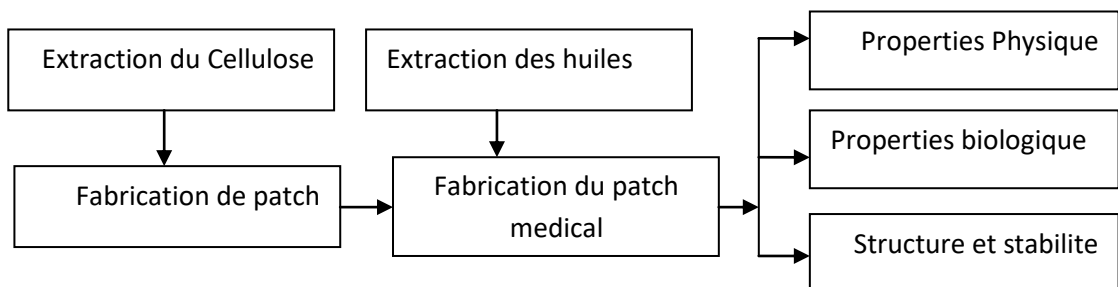 Extraction du Cellulose
Extraction des huiles
Properties Physique
Properties biologique
Fabrication de patch
Fabrication du patch
medical
Structure et stabilite